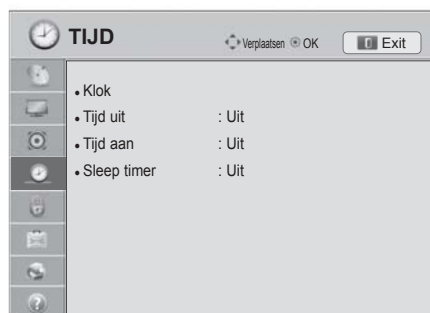 TIJD Verplaatsen OK Exit
• Klok
• Tijd uit : Uit
• Tijd aan : Uit
• Sleep timer : Uit